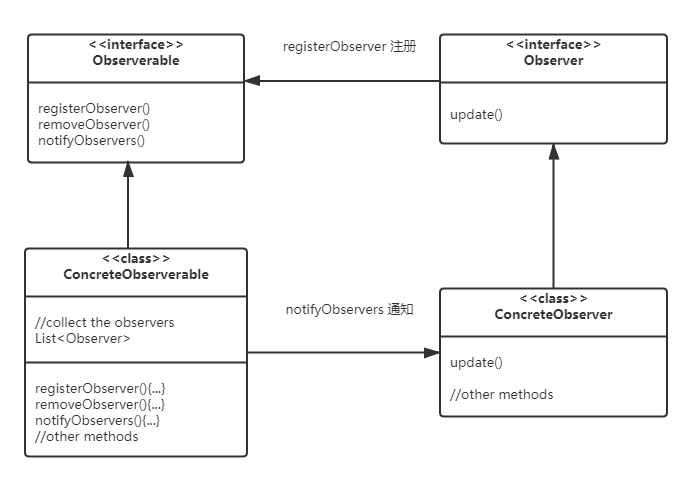 <<interface>>
Observerable
registerObserver()
removeObserver()
notifyObservers()
registerObserver 注册
<<interface>>
Observer
update()
<<class>>
ConcreteObserverable
//collect the observers
List<Observer>
registerObserver(){...}
removeObserver(){...}
notifyObservers(){...}
//other methods
notifyObservers 通知
<<class>>
ConcreteObserver
update()
//other methods